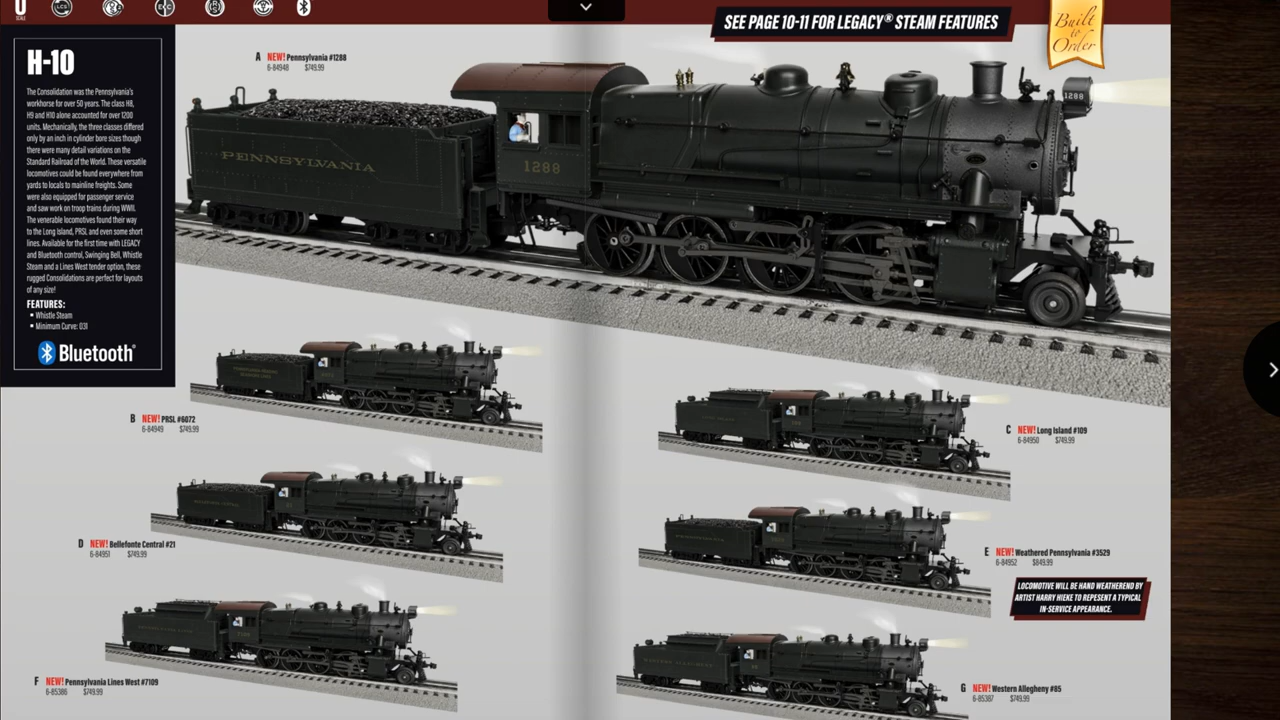 SEE PAGE 10-11 FOR LEGACY® STEAM FEATURES
Built
to
Order
H-10
The Consolidation was the Pennsylvania's
workhorse for over 50 years. The class H8,
H9 and H10 alone accounted for over 1200
units. Mechanically, the three classes differed
only by an inch in cylinder bore sizes though
there were many detail variations on the
Standard Railroad of the World. These versatile
locomotives could be found everywhere from
yards to locals to mainline freights. Some
were also equipped for passenger service
and saw work on troop trains during WWII.
The venerable locomotives found their way
to the Long Island, PRSL and even some short
lines. Available for the first time with LEGACY
and Bluetooth control, Swinging Bell, Whistle
Steam and a Lines West tender option, these
rugged Consolidations are perfect for layouts
of any size!
FEATURES:
▪ Whistle Steam
▪ Minimum Curve: 031
Bluetooth®
A NEW! Pennsylvania #1288
6-84948 $749.99
PENNSYLVANIA
1288
1288
B NEW! PRSL #6072
6-84949 $749.99
C NEW! Long Island #109
6-84950 $749.99
D NEW! Bellefonte Central #21
6-84951 $749.99
E NEW! Weathered Pennsylvania #3529
6-84952 $849.99
LOCOMOTIVE WILL BE HAND WEATHEREND BY
ARTIST HARRY HIEKE TO REPESENT A TYPICAL
IN-SERVICE APPEARANCE.
F NEW! Pennsylvania Lines West #7109
6-85386 $749.99
G NEW! Western Allegheny #85
6-85387 $749.99